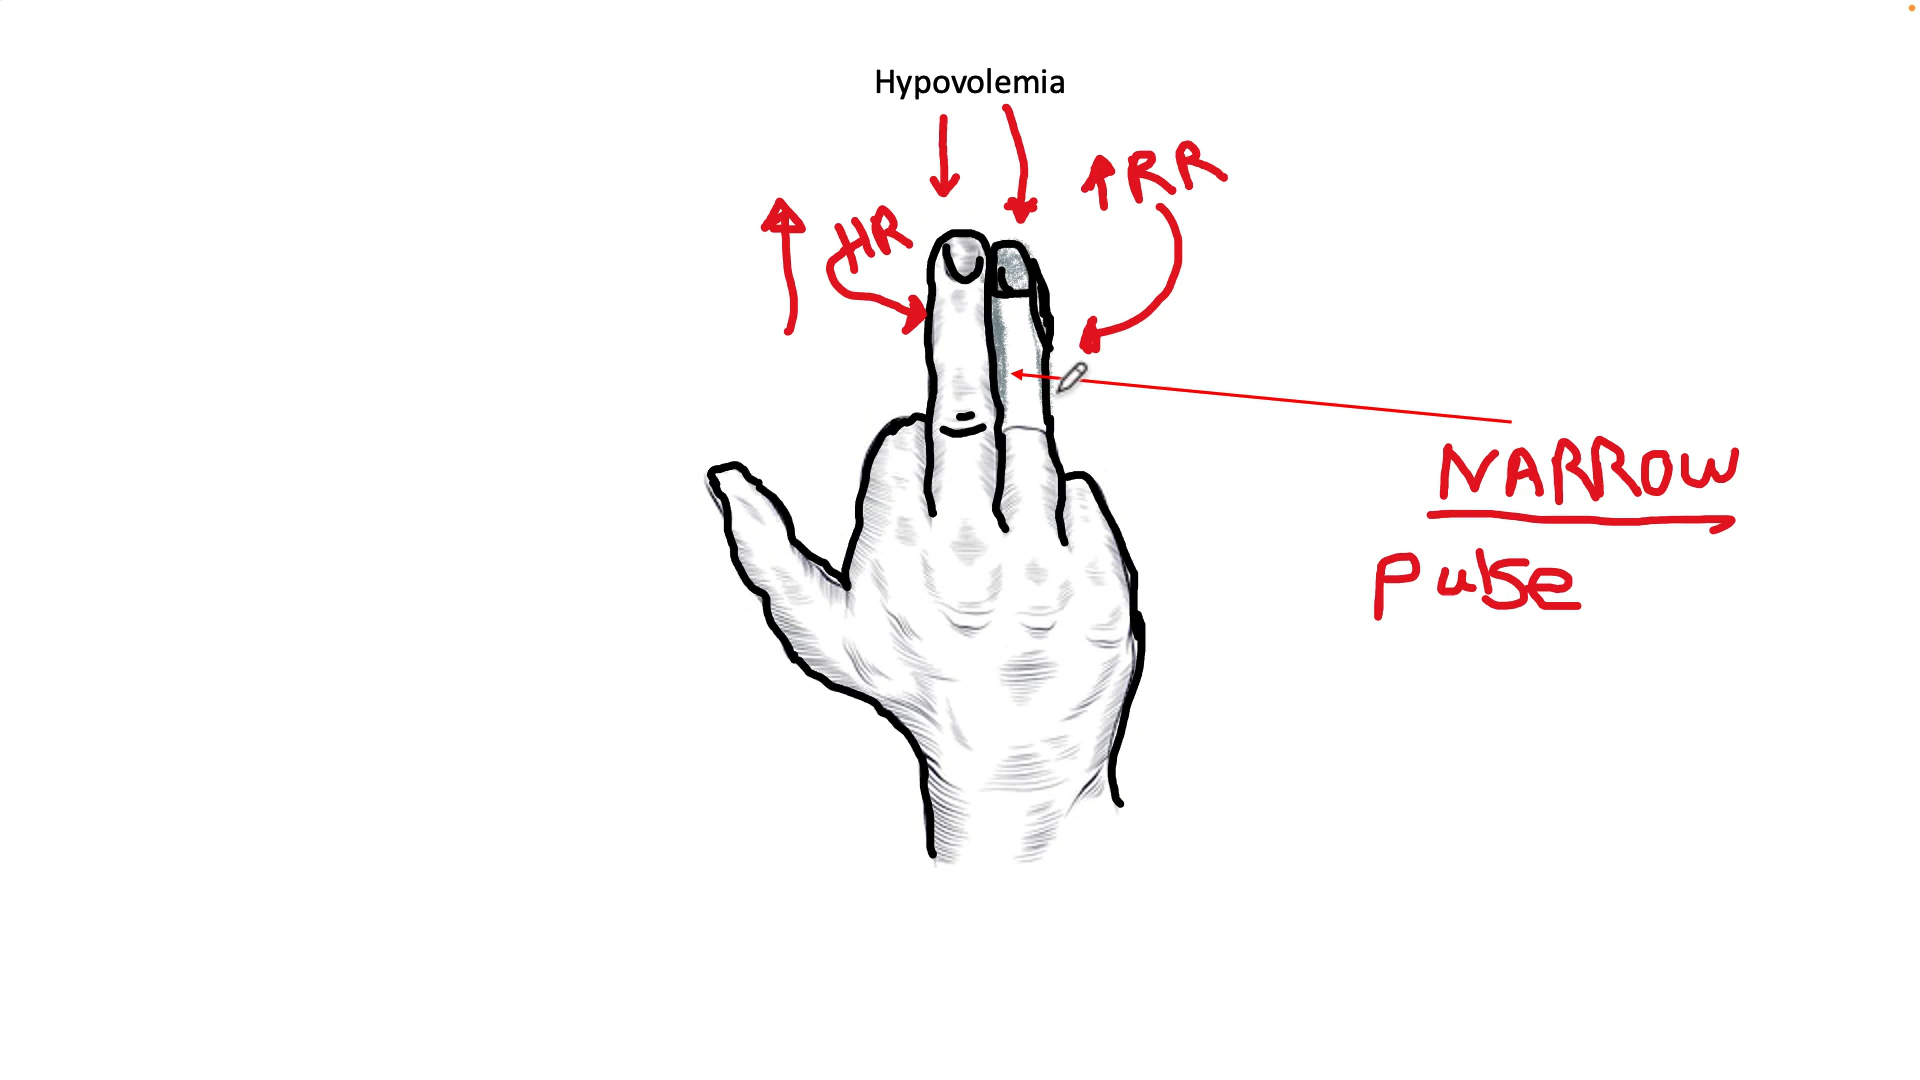 Hypovolemia
↑ HR
↑ RR
NARROW
pulse